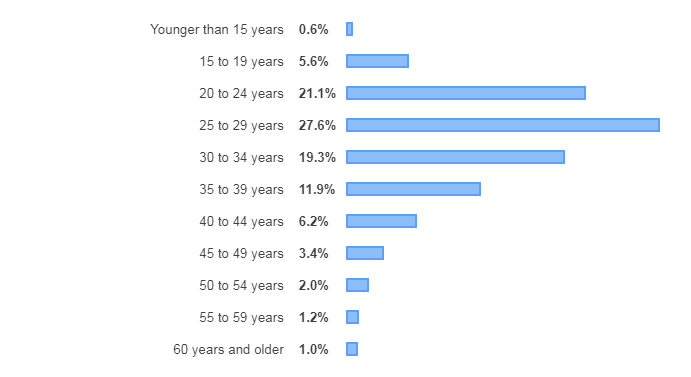 Younger than 15 years 0.6%
15 to 19 years 5.6%
20 to 24 years 21.1%
25 to 29 years 27.6%
30 to 34 years 19.3%
35 to 39 years 11.9%
40 to 44 years 6.2%
45 to 49 years 3.4%
50 to 54 years 2.0%
55 to 59 years 1.2%
60 years and older 1.0%